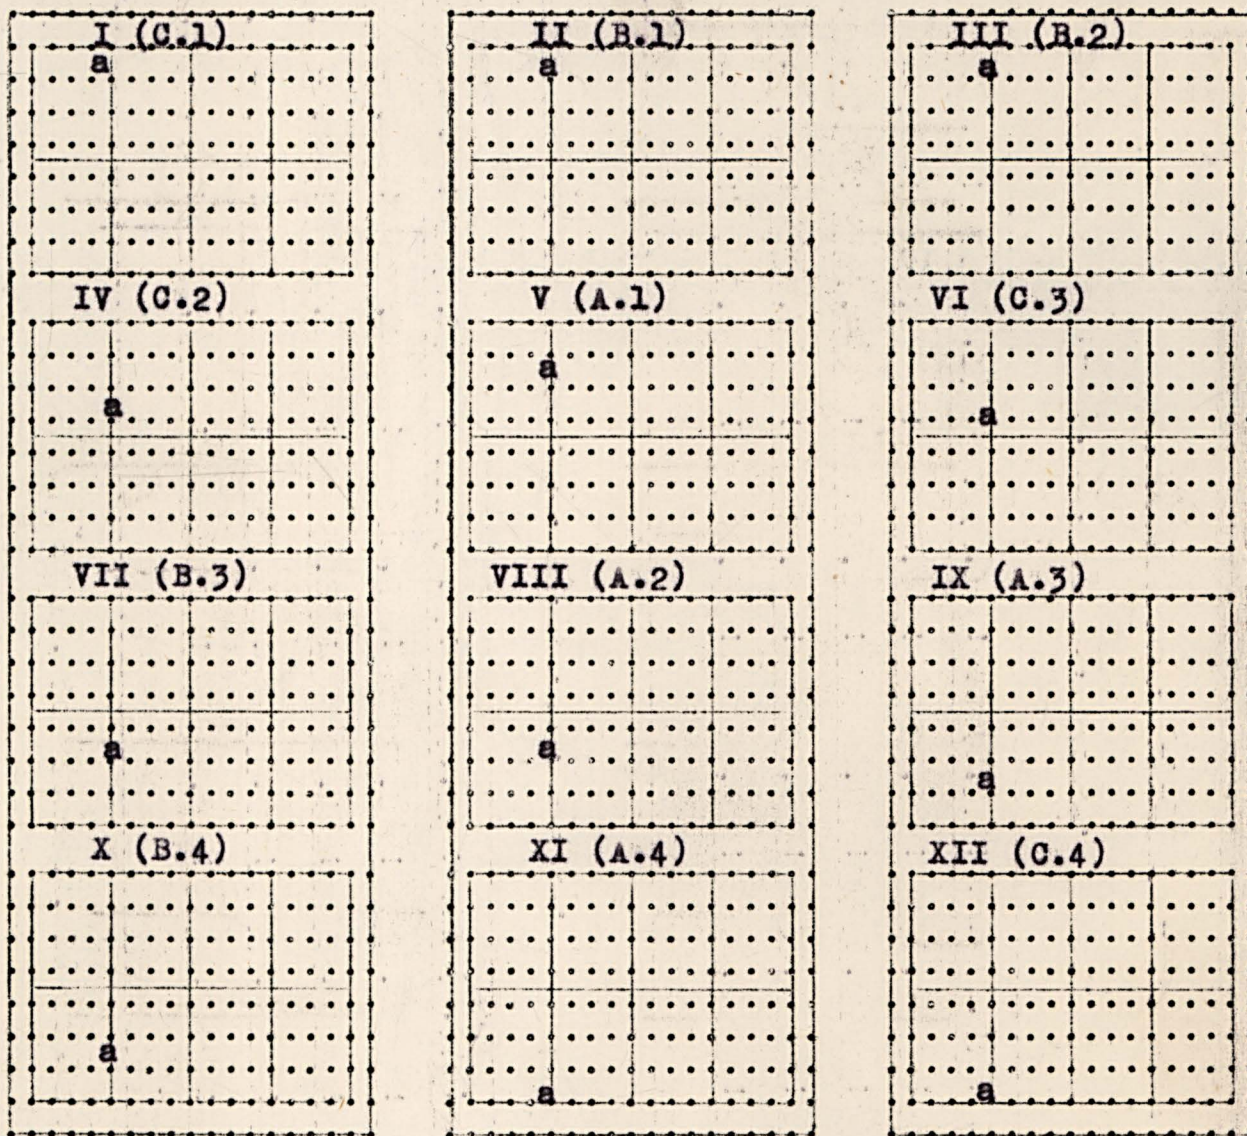 I (C.1) II (B.1) III (B.2)
a a a
IV (C.2) V (A.1) VI (C.3)
a a a
VII (B.3) VIII (A.2) IX (A.3)
a a a
X (B.4) XI (A.4) XII (C.4)
a a a